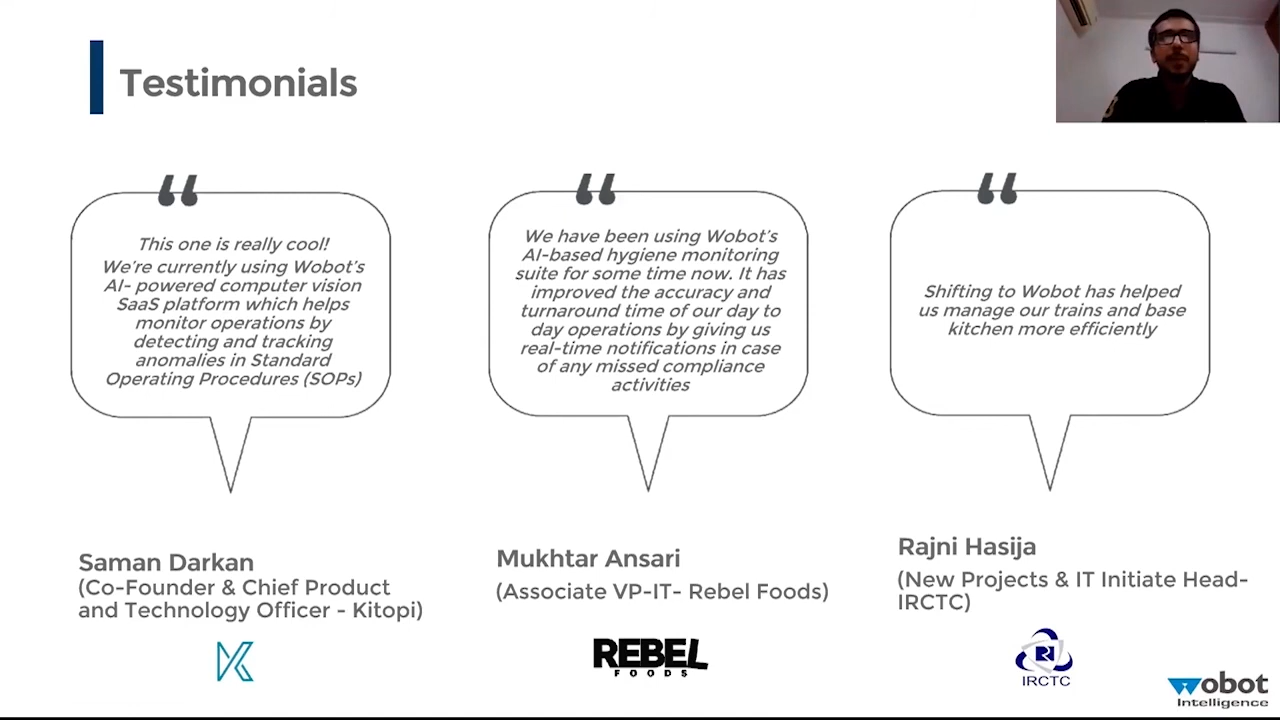 Testimonials
“
This one is really cool!
We're currently using Wobot's
AI- powered computer vision
SaaS platform which helps
monitor operations by
detecting and tracking
anomalies in Standard
Operating Procedures (SOPs)
Saman Darkan
(Co-Founder & Chief Product
and Technology Officer - Kitopi)
“
We have been using Wobot's
AI-based hygiene monitoring
suite for some time now. It has
improved the accuracy and
turnaround time of our day to
day operations by giving us
real-time notifications in case
of any missed compliance
activities
Mukhtar Ansari
(Associate VP-IT- Rebel Foods)
REBEL
FOODS
“
Shifting to Wobot has helped
us manage our trains and base
kitchen more efficiently
Rajni Hasija
(New Projects & IT Initiate Head-
IRCTC)
IRCTC
Wobot
Intelligence